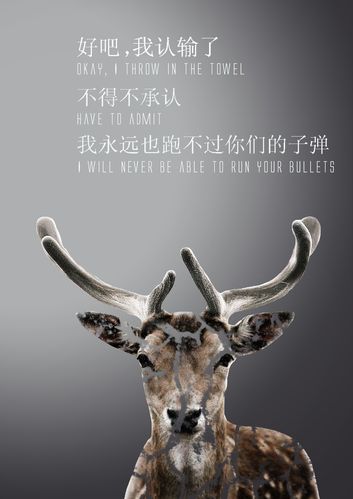 好吧，我认输了
OKAY, I THROW IN THE TOWEL
不得不承认
HAVE TO ADMIT
我永远也跑不过你们的子弹
I WILL NEVER BE ABLE TO RUN YOUR BULLETS